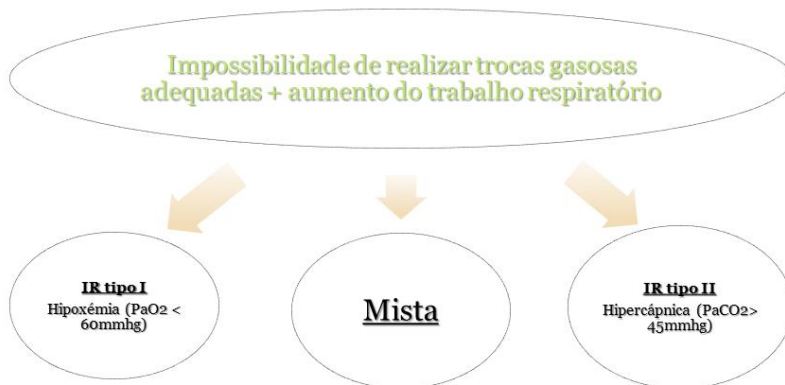 Impossibilidade de realizar trocas gasosas
adequadas + aumento do trabalho respiratório
IR tipo I
Hipoxémia (PaO2 <
60mmhg)
Mista
IR tipo II
Hipercápnica (PaCO2>
45mmhg)